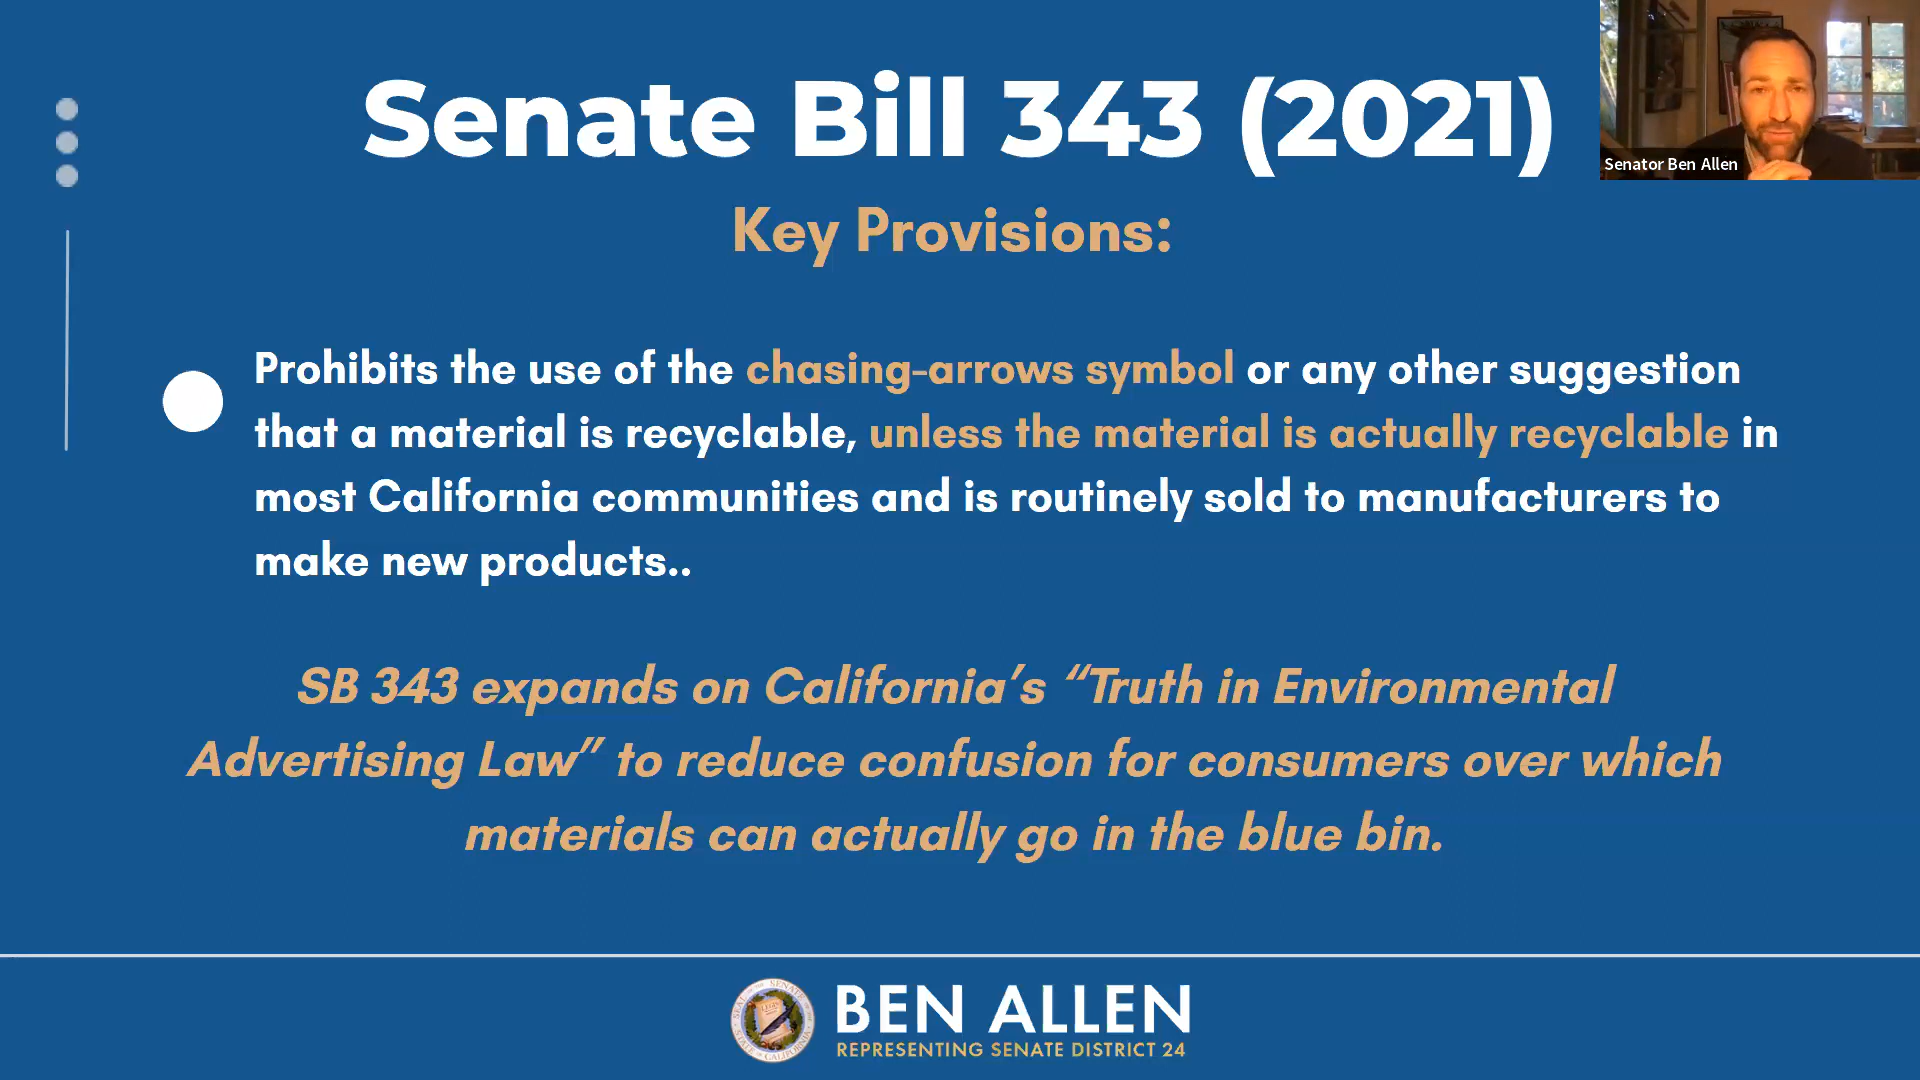 Senate Bill 343 (2021)
Senator Ben Allen
Key Provisions:
Prohibits the use of the chasing-arrows symbol or any other suggestion
that a material is recyclable, unless the material is actually recyclable in
most California communities and is routinely sold to manufacturers to
make new products..
SB 343 expands on California’s “Truth in Environmental
Advertising Law” to reduce confusion for consumers over which
materials can actually go in the blue bin.
BEN ALLEN
REPRESENTING SENATE DISTRICT 24